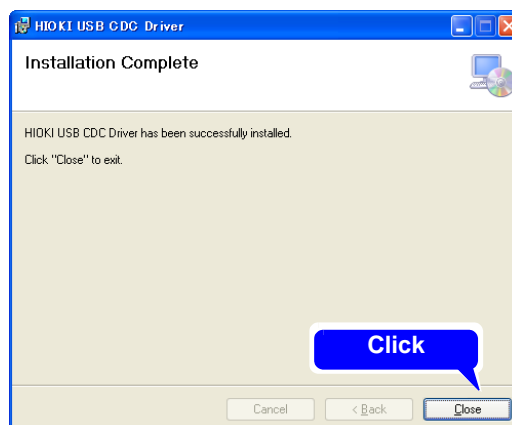 HIOKI USB CDC Driver
Installation Complete
HIOKI USB CDC Driver has been successfully installed.
Click "Close" to exit.
Click
Cancel
< Back
Close